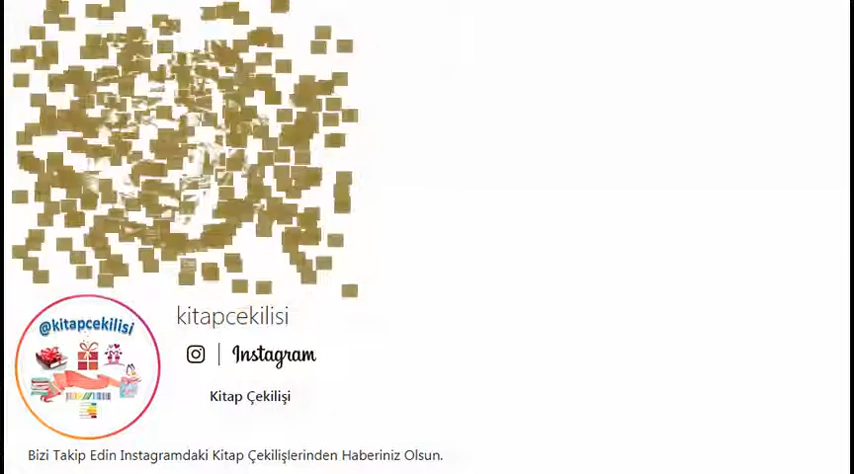 kitapcekilisi
@kitapcekilisi
Instagram
Kitap Çekilişi
Bizi Takip Edin Instagramdaki Kitap Çekilişlerinden Haberiniz Olsun.